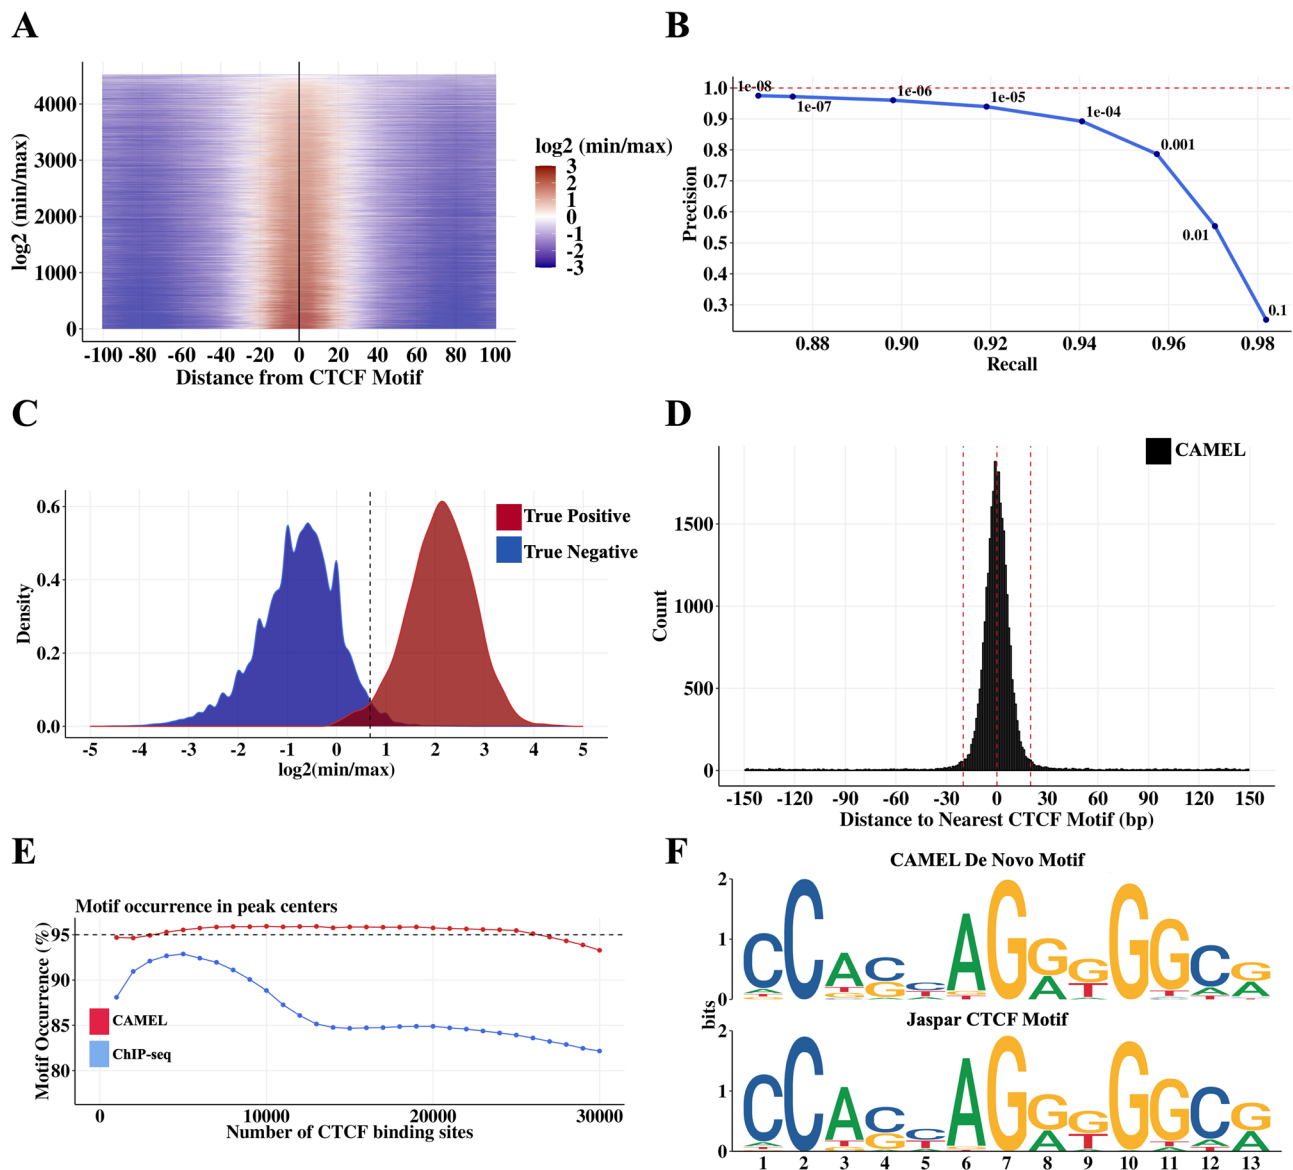 A
4000
3000
2000
1000
0
log2 (min/max)
-100 -80 -60 -40 -20 0 20 40 60 80 100
Distance from CTCF Motif
log2 (min/max)
3
2
1
0
-1
-2
-3
B
1.0
0.9
0.8
0.7
0.6
0.5
0.4
0.3
Precision
1e-08
1e-07
1e-06
1e-05
1e-04
0.001
0.01
0.1
0.88 0.90 0.92 0.94 0.96 0.98
Recall
C
0.6
0.4
0.2
0.0
Density
True Positive
True Negative
-5 -4 -3 -2 -1 0 1 2 3 4 5
log2(min/max)
D
CAMEL
1500
1000
500
0
Count
-150 -120 -90 -60 -30 0 30 60 90 120 150
Distance to Nearest CTCF Motif (bp)
E
Motif occurrence in peak centers
95
90
85
80
Motif Occurrence (%)
CAMEL
ChIP-seq
0 10000 20000 30000
Number of CTCF binding sites
F
CAMEL De Novo Motif
2
1
0
bits
Jaspar CTCF Motif
2
1
0
1 2 3 4 5 6 7 8 9 10 11 12 13